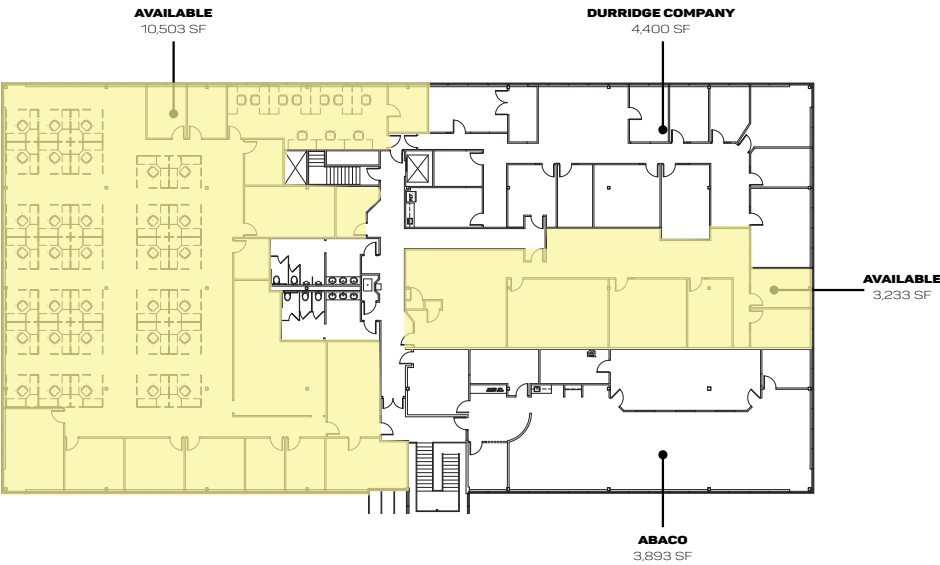 AVAILABLE
10,503 SF
DURRIDGE COMPANY
4,400 SF
AVAILABLE
3,233 SF
ABACO
3,893 SF